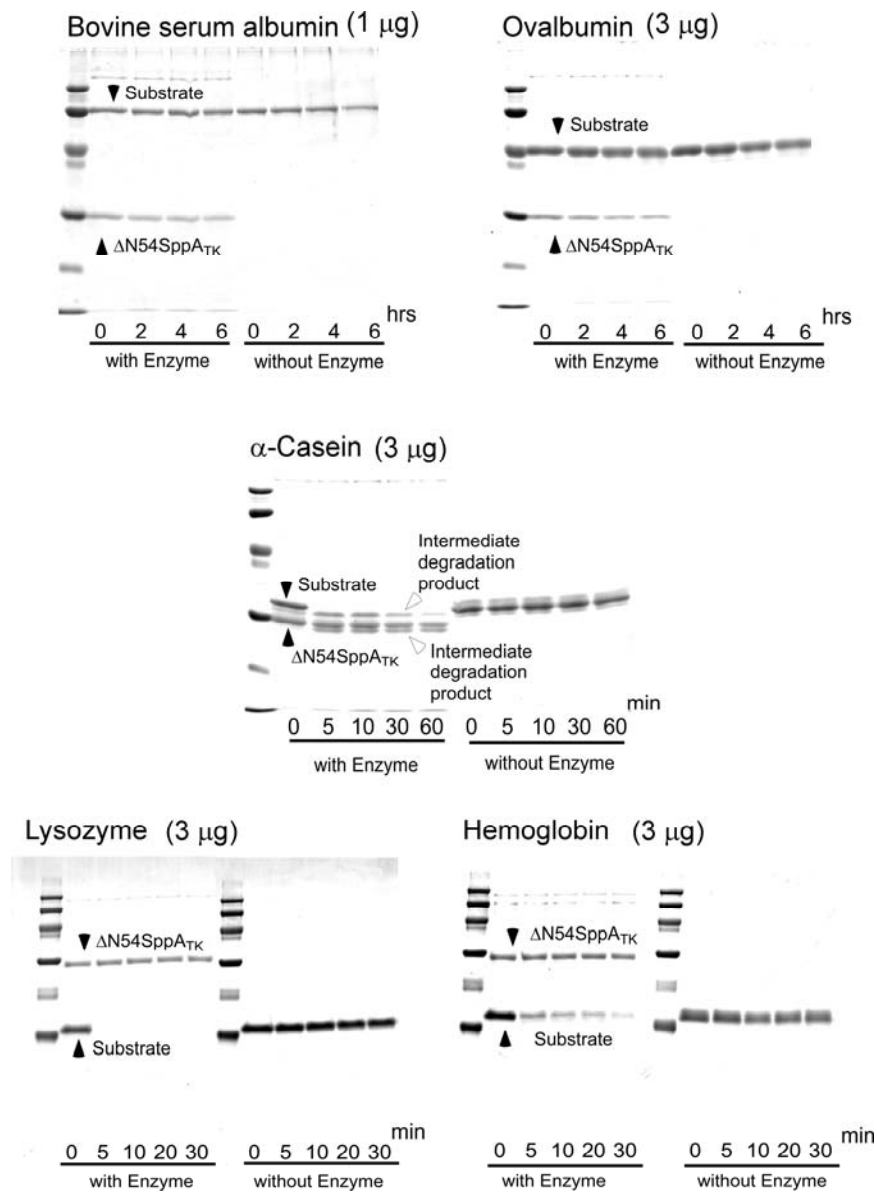 Bovine serum albumin (1 μg)
Substrate
ΔN54SppATK
0 2 4 6 0 2 4 6 hrs
with Enzyme without Enzyme
Ovalbumin (3 μg)
Substrate
ΔN54SppATK
0 2 4 6 0 2 4 6 hrs
with Enzyme without Enzyme
α-Casein (3 μg)
Intermediate
degradation
product
Substrate
ΔN54SppATK
Intermediate
degradation
product
min
0 5 10 30 60 0 5 10 30 60
with Enzyme without Enzyme
Lysozyme (3 μg)
ΔN54SppATK
Substrate
min
0 5 10 20 30 0 5 10 20 30
with Enzyme without Enzyme
Hemoglobin (3 μg)
ΔN54SppATK
Substrate
min
0 5 10 20 30 0 5 10 20 30
with Enzyme without Enzyme